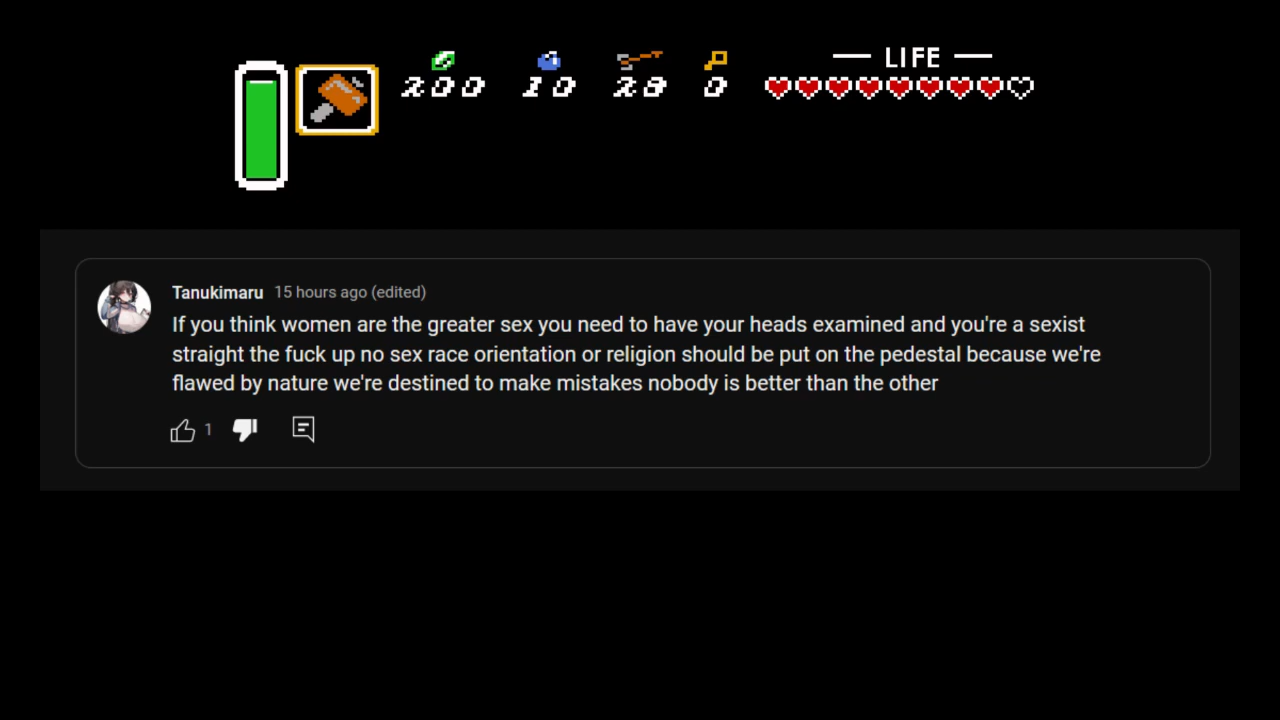 — LIFE —
200 10 28 0
Tanukimaru 15 hours ago (edited)
If you think women are the greater sex you need to have your heads examined and you're a sexist
straight the fuck up no sex race orientation or religion should be put on the pedestal because we're
flawed by nature we're destined to make mistakes nobody is better than the other
1